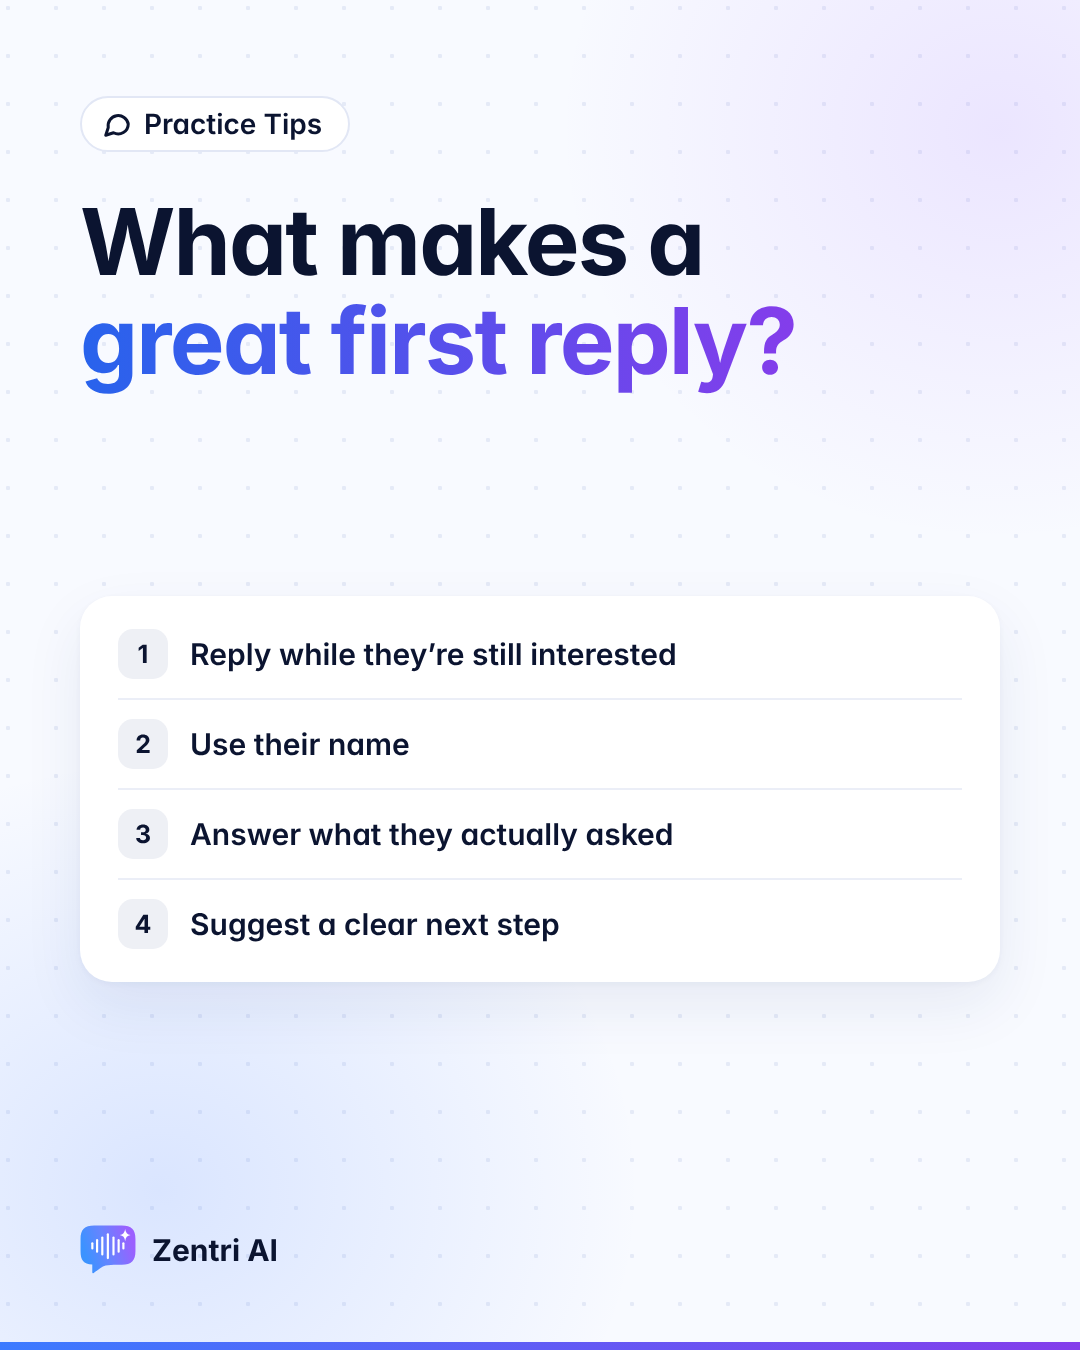 Practice Tips
What makes a
great first reply?
1 Reply while they’re still interested
2 Use their name
3 Answer what they actually asked
4 Suggest a clear next step
Zentri AI